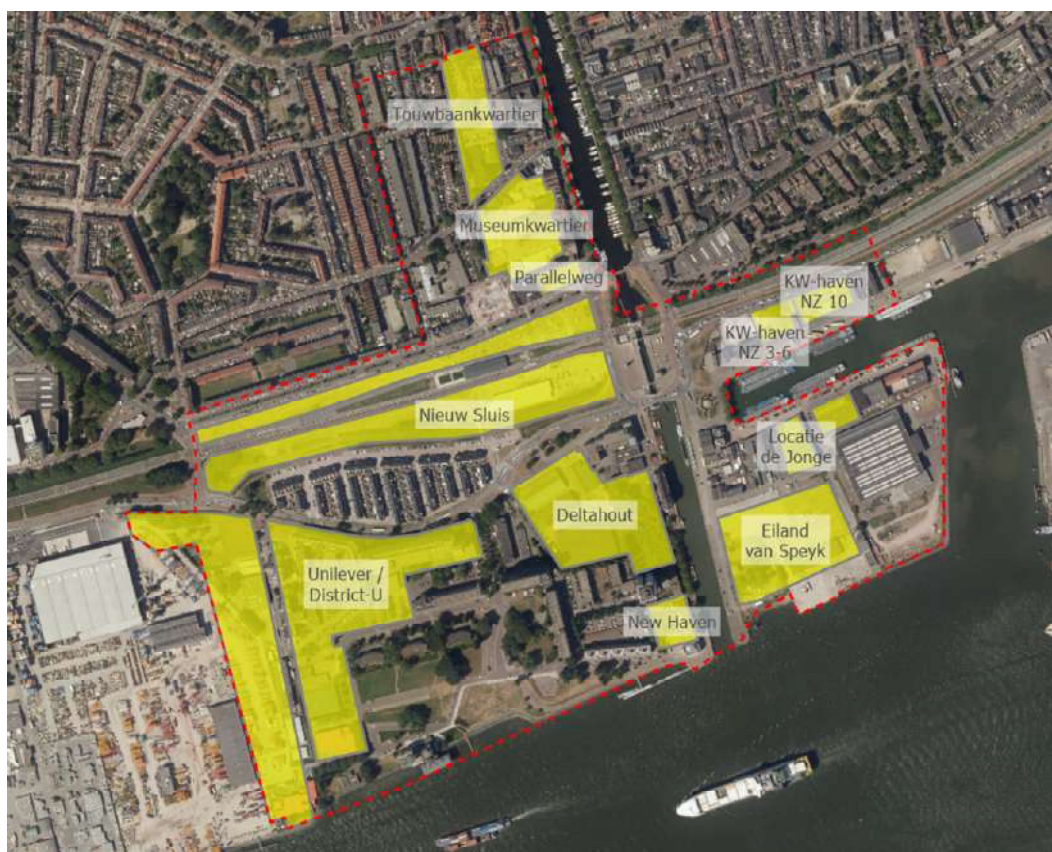 Touwbaankwartier
Museumkwartier
Parallelweg
KW-haven
NZ 10
KW-haven
NZ 3-6
Nieuw Sluis
Locatie
de Jonge
Deltahout
Eiland
van Speyk
Unilever /
District-U
New Haven